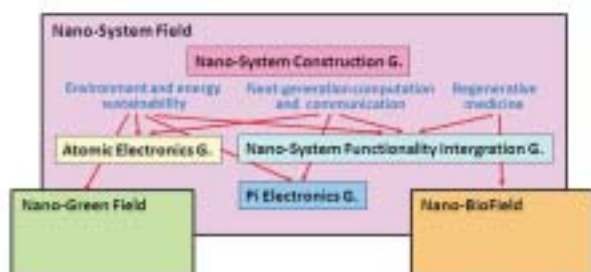 Nano-System Field
Nano-System Construction G.
Environment and energy sustainability
Next generation computation and communication
Regenerative medicine
Atomic Electronics G.
Nano-System Functionality Intergration G.
Pi Electronics G.
Nano-Green Field
Nano-BioField